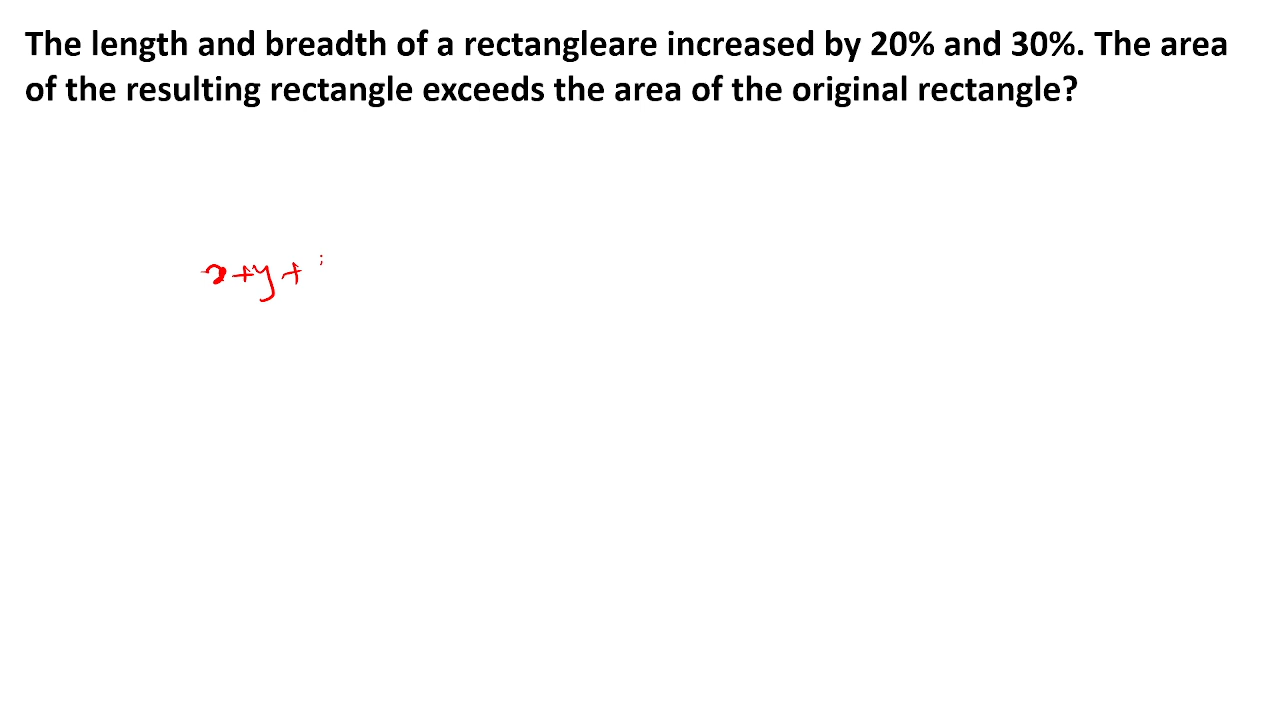 The length and breadth of a rectangleare increased by 20% and 30%. The area
of the resulting rectangle exceeds the area of the original rectangle?
x+y+